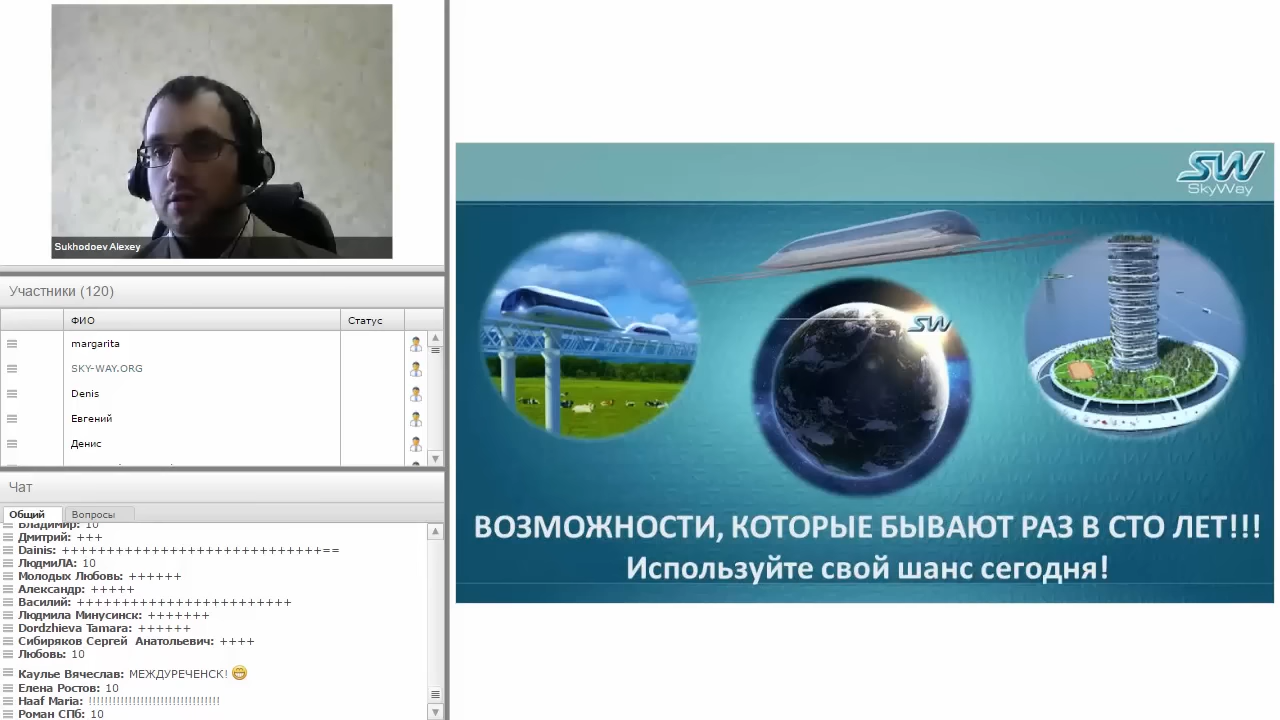 Sukhodoev Alexey
Участники (120)
ФИО Статус
margarita
SKY-WAY.ORG
Denis
Евгений
Денис
Чат
Общий Вопросы
Владимир: 10
Дмитрий: +++
Dainis: +++++++++++++++++++++++++++++++==
ЛюдмиЛА: 10
Молодых Любовь: ++++++
Александр: +++++
Василий: ++++++++++++++++++++++++
Людмила Минусинск: +++++++
Dordzhieva Tamara: ++++++
Сибиряков Сергей Анатольевич: ++++
Любовь: 10
Каулье Вячеслав: МЕЖДУРЕЧЕНСК!
Елена Ростов: 10
Haaf Maria: !!!!!!!!!!!!!!!!!!!!!!!!!!!!!!!!!
Роман СПб: 10
SW
SkyWay
SW
ВОЗМОЖНОСТИ, КОТОРЫЕ БЫВАЮТ РАЗ В СТО ЛЕТ!!!
Используйте свой шанс сегодня!